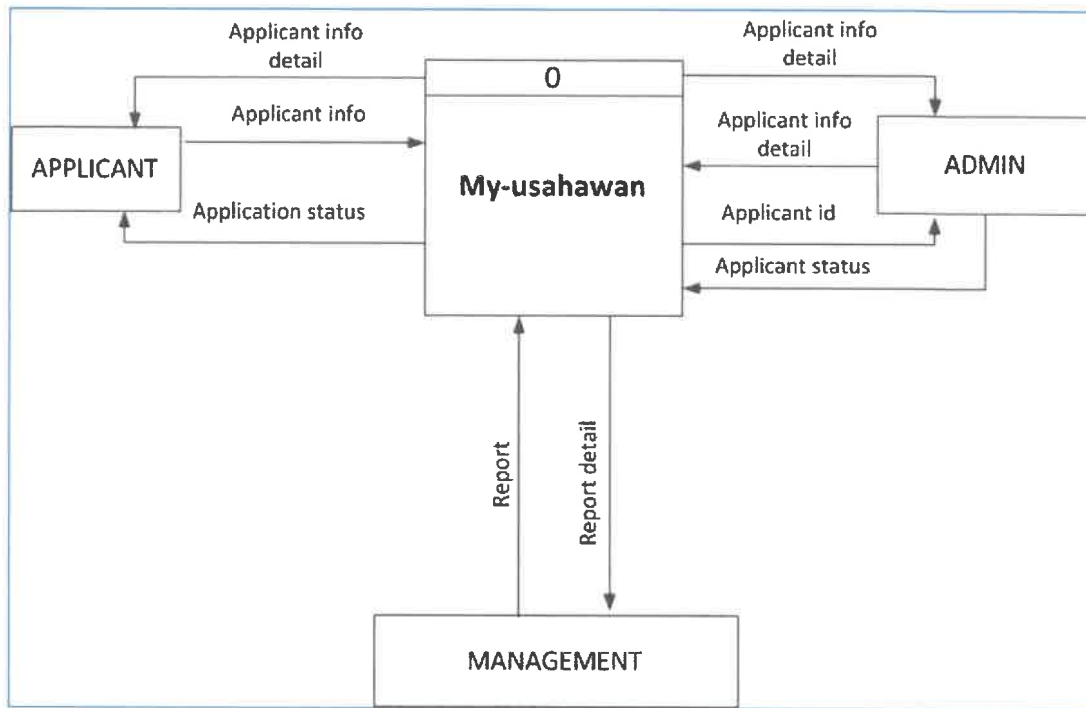 Applicant info
detail
Applicant info
detail
0
Applicant info
Applicant info
detail
APPLICANT
My-usahawan
ADMIN
Application status
Applicant id
Applicant status
Report
Report detail
MANAGEMENT